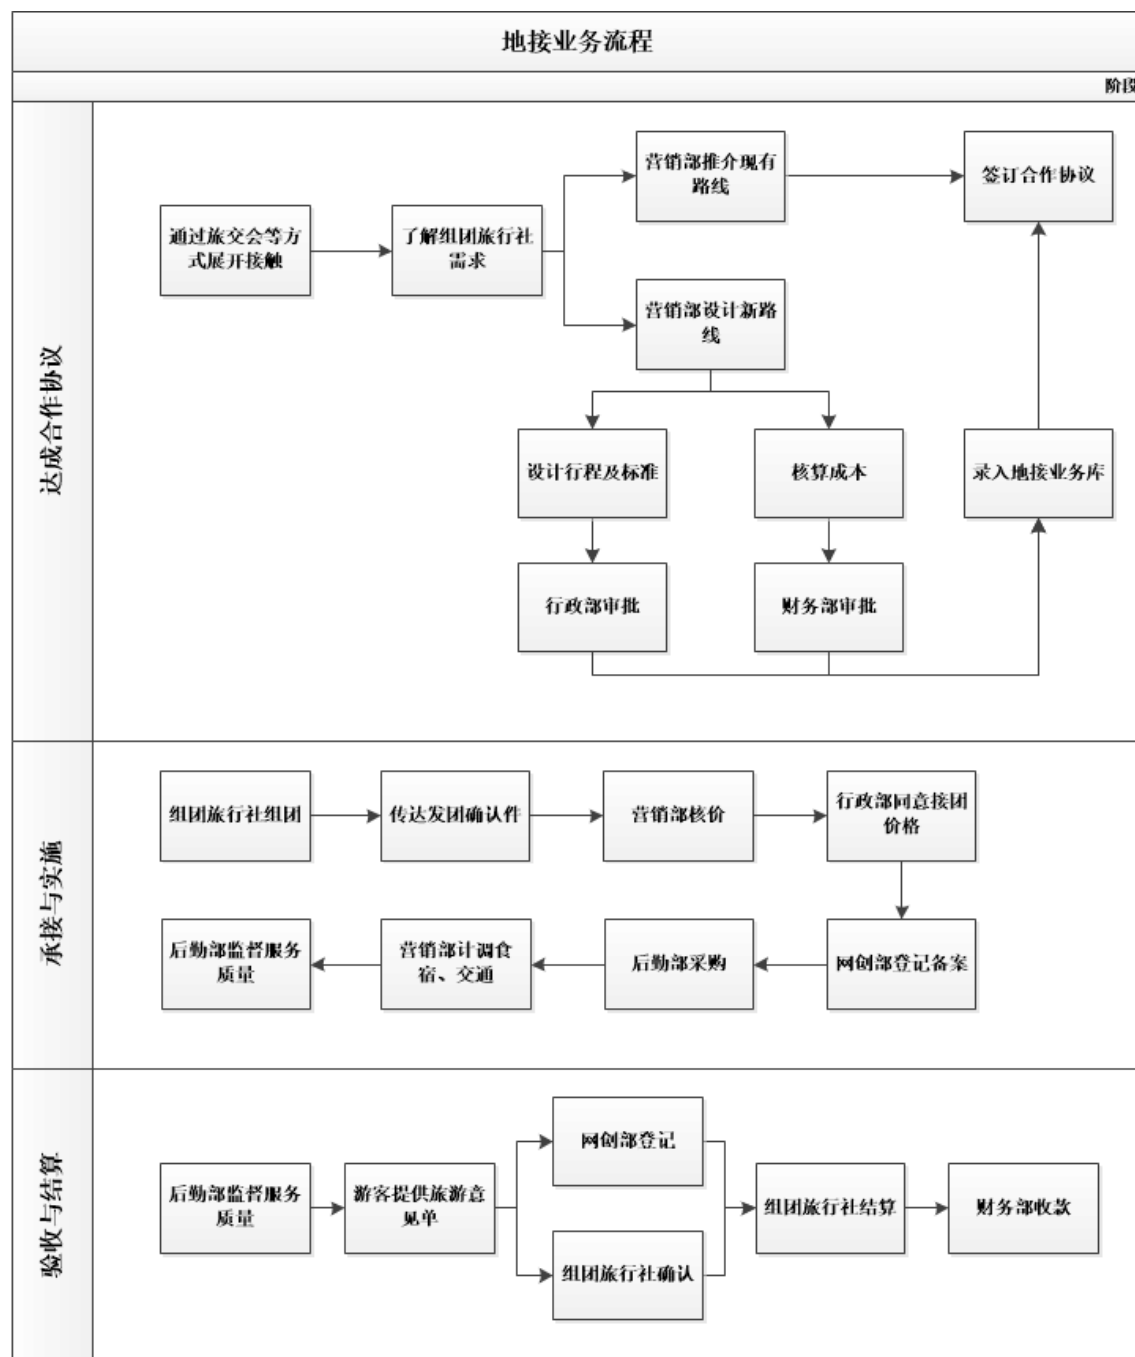 地接业务流程
阶段
达成合作协议
通过旅交会等方
式展开接触
了解组团旅行社
需求
营销部推介现有
路线
签订合作协议
营销部设计新路
线
设计行程及标准
核算成本
录入地接业务库
行政部审批
财务部审批
承接与实施
组团旅行社组团
传达发团确认件
营销部核价
行政部同意接团
价格
后勤部监督服务
质量
营销部计调食
宿、交通
后勤部采购
网创部登记备案
验收与结算
后勤部监督服务
质量
游客提供旅游意
见单
网创部登记
组团旅行社确认
组团旅行社结算
财务部收款